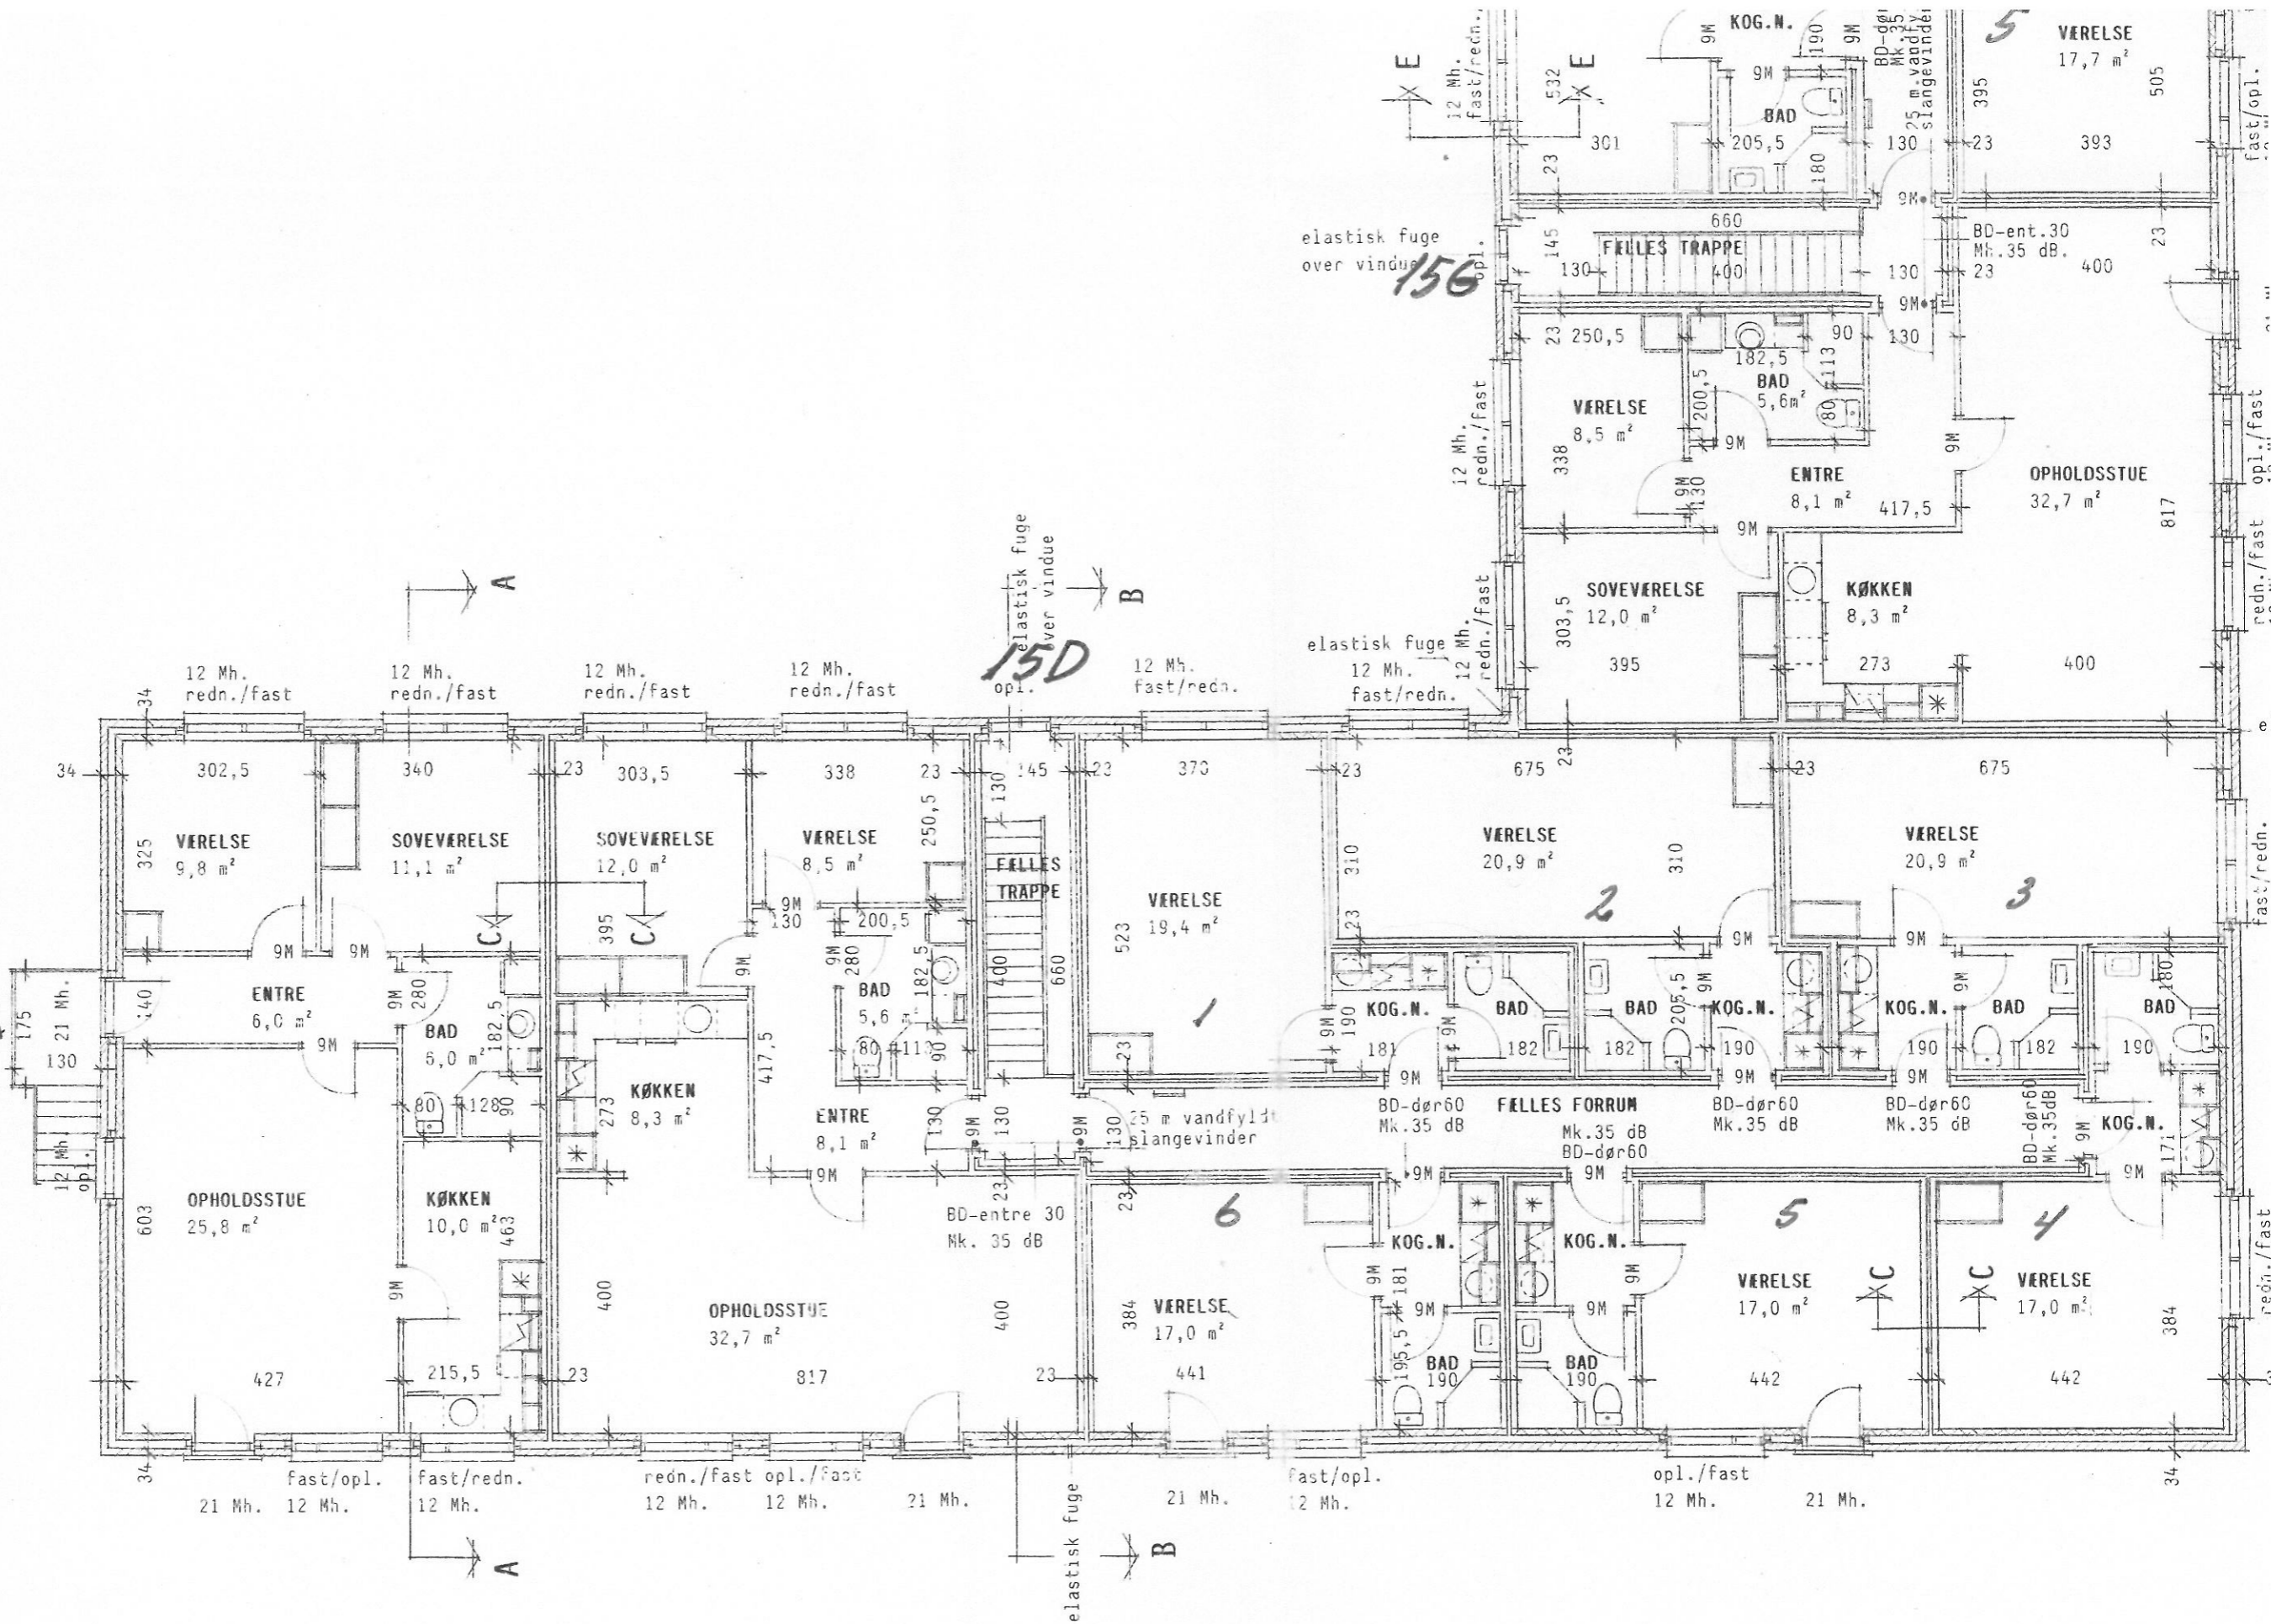 KOG.N.
5
VÆRELSE
17,7 m²
9M
190
9M
BD-dør
Mk.35
25 m.vandfy
slangevinder
E
E
12 Mh.
fast/redn.
532
9M
BAD
395
505
fast/opl.
301
205,5
130
23
393
23
180
9M
660
elastisk fuge
over vindue
15G
opl.
145
FÆLLES TRAPPE
130
400
130
BD-ent.30
Mh.35 dB.
23
400
23
9M
23
250,5
182,5
90
130
113
BAD
5,6m²
200,5
80
VÆRELSE
8,5 m²
12 Mh.
redn./fast
338
9M
9M
ENTRE
8,1 m²
417,5
9M
130
9M
OPHOLDSSTUE
32,7 m²
817
opl./fast
redn./fast
SOVEVÆRELSE
12,0 m²
303,5
395
KØKKEN
8,3 m²
273
400
A
elastisk fuge
over vindue
B
15D
opl.
12 Mh.
redn./fast
12 Mh.
redn./fast
12 Mh.
redn./fast
12 Mh.
redn./fast
12 Mh.
fast/redn.
elastisk fuge
12 Mh.
fast/redn.
12 Mh.
redn./fast
34
e
34
302,5
340
23
303,5
338
23
145
23
370
23
675
23
23
675
130
250,5
325
VÆRELSE
9,8 m²
SOVEVÆRELSE
11,1 m²
SOVEVÆRELSE
12,0 m²
VÆRELSE
8,5 m²
FÆLLES
TRAPPE
VÆRELSE
19,4 m²
VÆRELSE
20,9 m²
VÆRELSE
20,9 m²
310
310
fast/redn.
C
C
395
9M
130
200,5
523
23
2
3
9M
9M
9M
280
9M
9M
280
182,5
400
660
9M
9M
175
21 Mh.
130
140
ENTRE
6,0 m²
9M
BAD
6,0 m²
182,5
BAD
5,6 m
1
KOG.N.
BAD
BAD
KOG.N.
KOG.N.
BAD
BAD
180
9M
190
9M
9M
205,5
9M
9M
80
128
90
417,5
80
113
90
23
181
182
182
190
190
182
190
9M
9M
9M
KØKKEN
8,3 m²
273
ENTRE
8,1 m²
130
9M
130
9M
130
25 m vandfyldt
slangevinder
BD-dør60
Mk.35 dB
FÆLLES FORRUM
Mk.35 dB
BD-dør60
BD-dør60
Mk.35 dB
BD-dør60
Mk.35 dB
BD-dør60
Mk.35dB
9M
KOG.N.
171
12 Mh.
opl.
9M
9M
9M
9M
603
OPHOLDSSTUE
25,8 m²
KØKKEN
10,0 m²
463
23
BD-entre 30
Mk. 35 dB
23
6
KOG.N.
KOG.N.
5
4
redn./fast
9M
400
OPHOLDSSTUE
32,7 m²
400
384
VÆRELSE
17,0 m²
9M
181
9M
9M
9M
VÆRELSE
17,0 m²
C
C
VÆRELSE
17,0 m²
384
195,5
BAD
190
BAD
190
427
215,5
23
817
23
441
442
442
34
fast/opl.
21 Mh.
12 Mh.
fast/redn.
12 Mh.
redn./fast
12 Mh.
opl./fast
12 Mh.
21 Mh.
21 Mh.
fast/opl.
12 Mh.
opl./fast
12 Mh.
21 Mh.
34
A
elastisk fuge
B